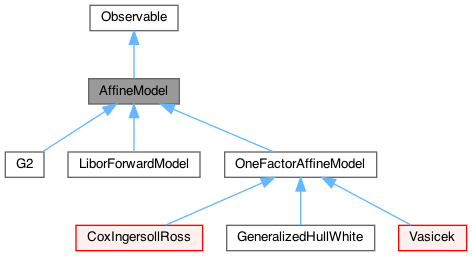 Observable
AffineModel
G2
LiborForwardModel
OneFactorAffineModel
CoxIngersollRoss
GeneralizedHullWhite
Vasicek